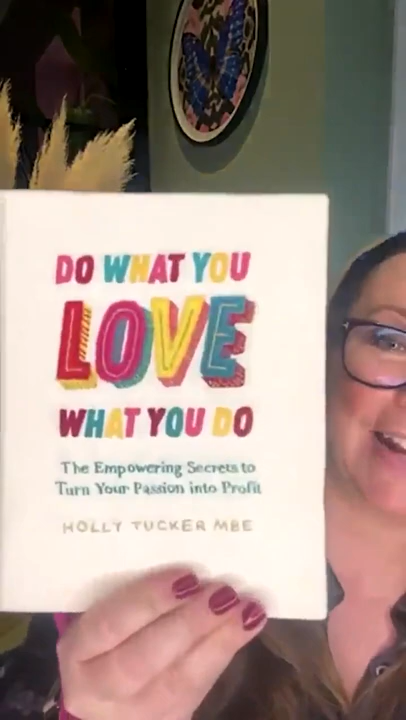 DO WHAT YOU
LOVE
WHAT YOU DO
The Empowering Secrets to
Turn Your Passion into Profit
HOLLY TUCKER MBE